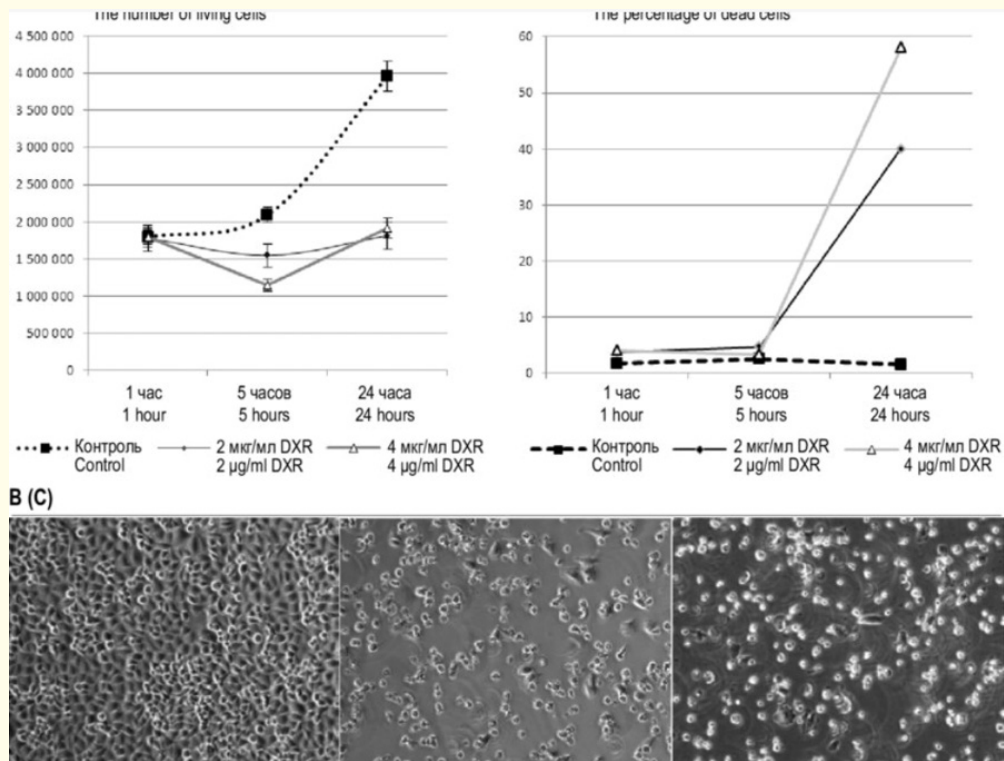 The number of living cells
4 500 000
4 000 000
3 500 000
3 000 000
2 500 000
2 000 000
1 500 000
1 000 000
500 000
0
1 час
1 hour
5 часов
5 hours
24 часа
24 hours
Контроль
Control
2 мкг/мл DXR
2 µg/ml DXR
4 мкг/мл DXR
4 µg/ml DXR
The percentage of dead cells
60
50
40
30
20
10
0
1 час
1 hour
5 часов
5 hours
24 часа
24 hours
Контроль
Control
2 мкг/мл DXR
2 µg/ml DXR
4 мкг/мл DXR
4 µg/ml DXR
B (C)